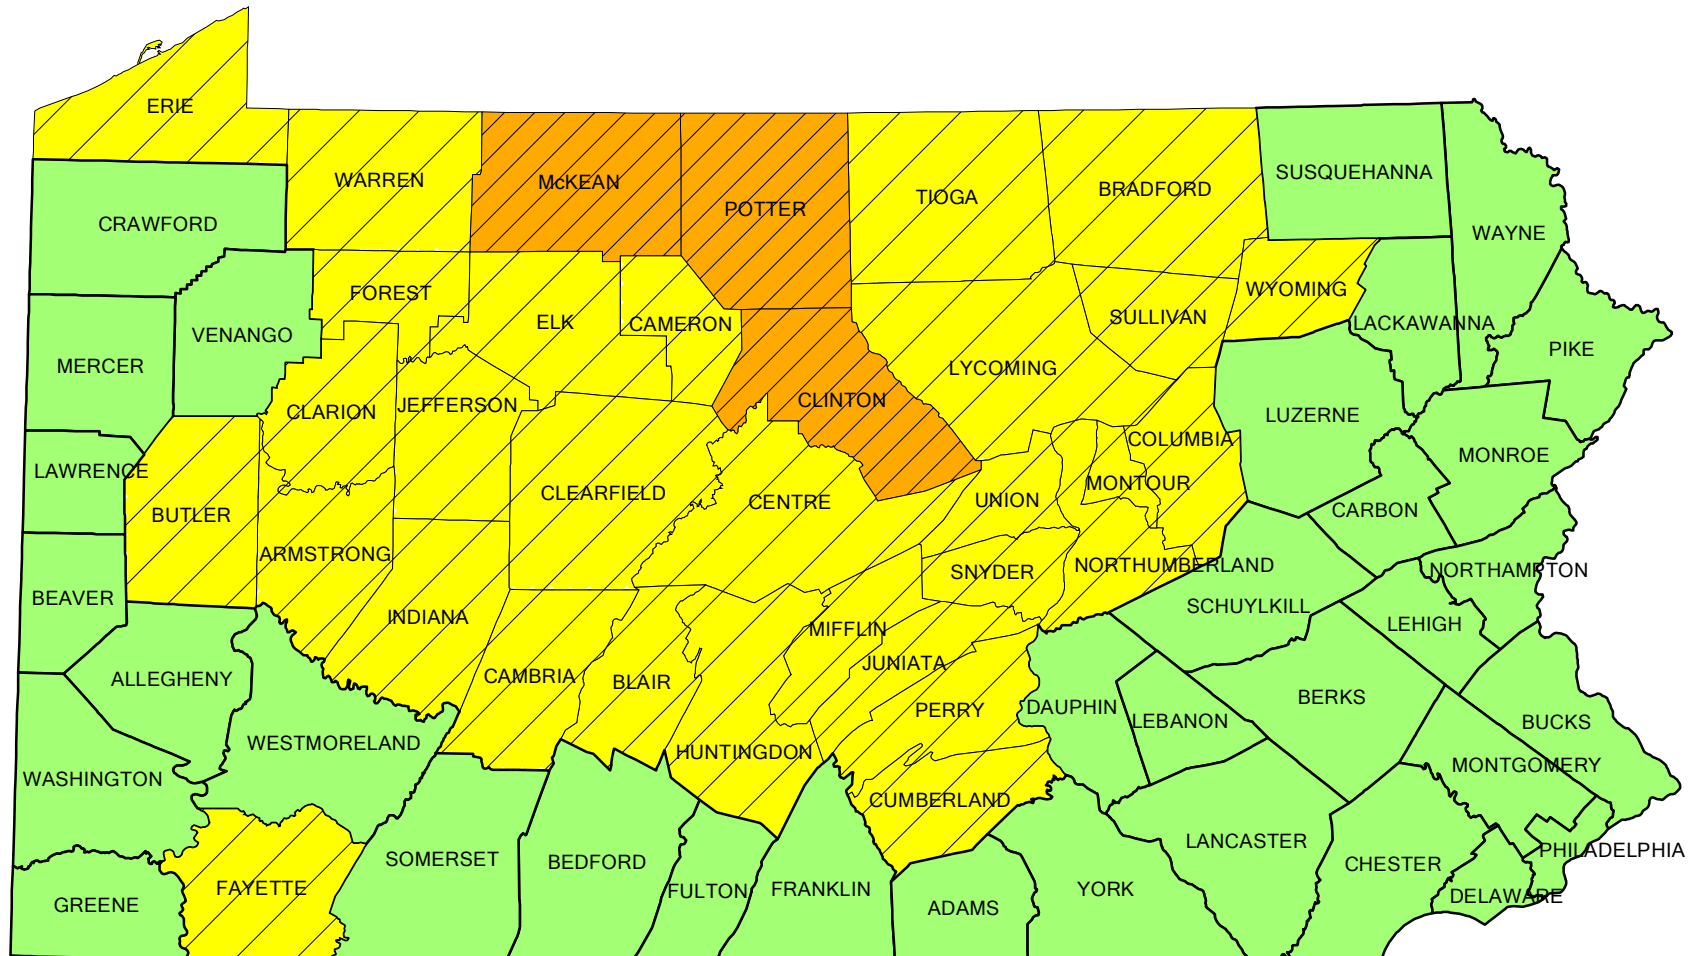 ERIE
WARREN
McKEAN
POTTER
TIOGA
BRADFORD
SUSQUEHANNA
WAYNE
CRAWFORD
FOREST
ELK
CAMERON
SULLIVAN
WYOMING
LACKAWANNA
PIKE
VENANGO
MERCER
CLARION
JEFFERSON
CLINTON
LYCOMING
COLUMBIA
LUZERNE
MONROE
LAWRENCE
BUTLER
CLEARFIELD
CENTRE
UNION
MONTOUR
CARBON
ARMSTRONG
SNYDER
NORTHUMBERLAND
NORTHAMPTON
BEAVER
INDIANA
MIFFLIN
SCHUYLKILL
LEHIGH
ALLEGHENY
CAMBRIA
BLAIR
JUNIATA
PERRY
DAUPHIN
LEBANON
BERKS
BUCKS
WESTMORELAND
HUNTINGDON
WASHINGTON
CUMBERLAND
MONTGOMERY
SOMERSET
BEDFORD
LANCASTER
CHESTER
PHILADELPHIA
GREENE
FAYETTE
FULTON
FRANKLIN
ADAMS
YORK
DELAWARE